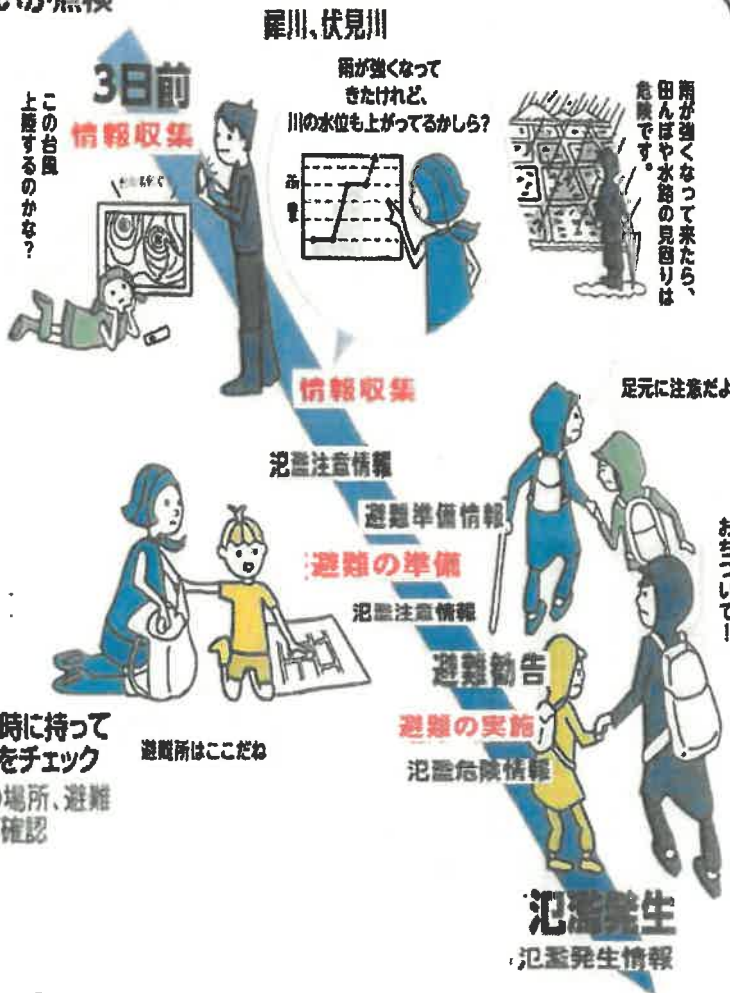 点検
犀川、伏見川
3日前
情報収集
この台風
上陸するのかな？
雨が強くなって
きたけれど、
川の水位も上がってるかしら？
雨が強くなって来たら、
田んぼや水路の見回りは
危険です。
情報収集
氾濫注意情報
足元に注意だよ
避難準備情報
避難の準備
氾濫注意情報
おちついて！
避難勧告
避難の実施
氾濫危険情報
時に持って
をチェック
避難所はここだね
場所、避難
確認
氾濫発生
氾濫発生情報